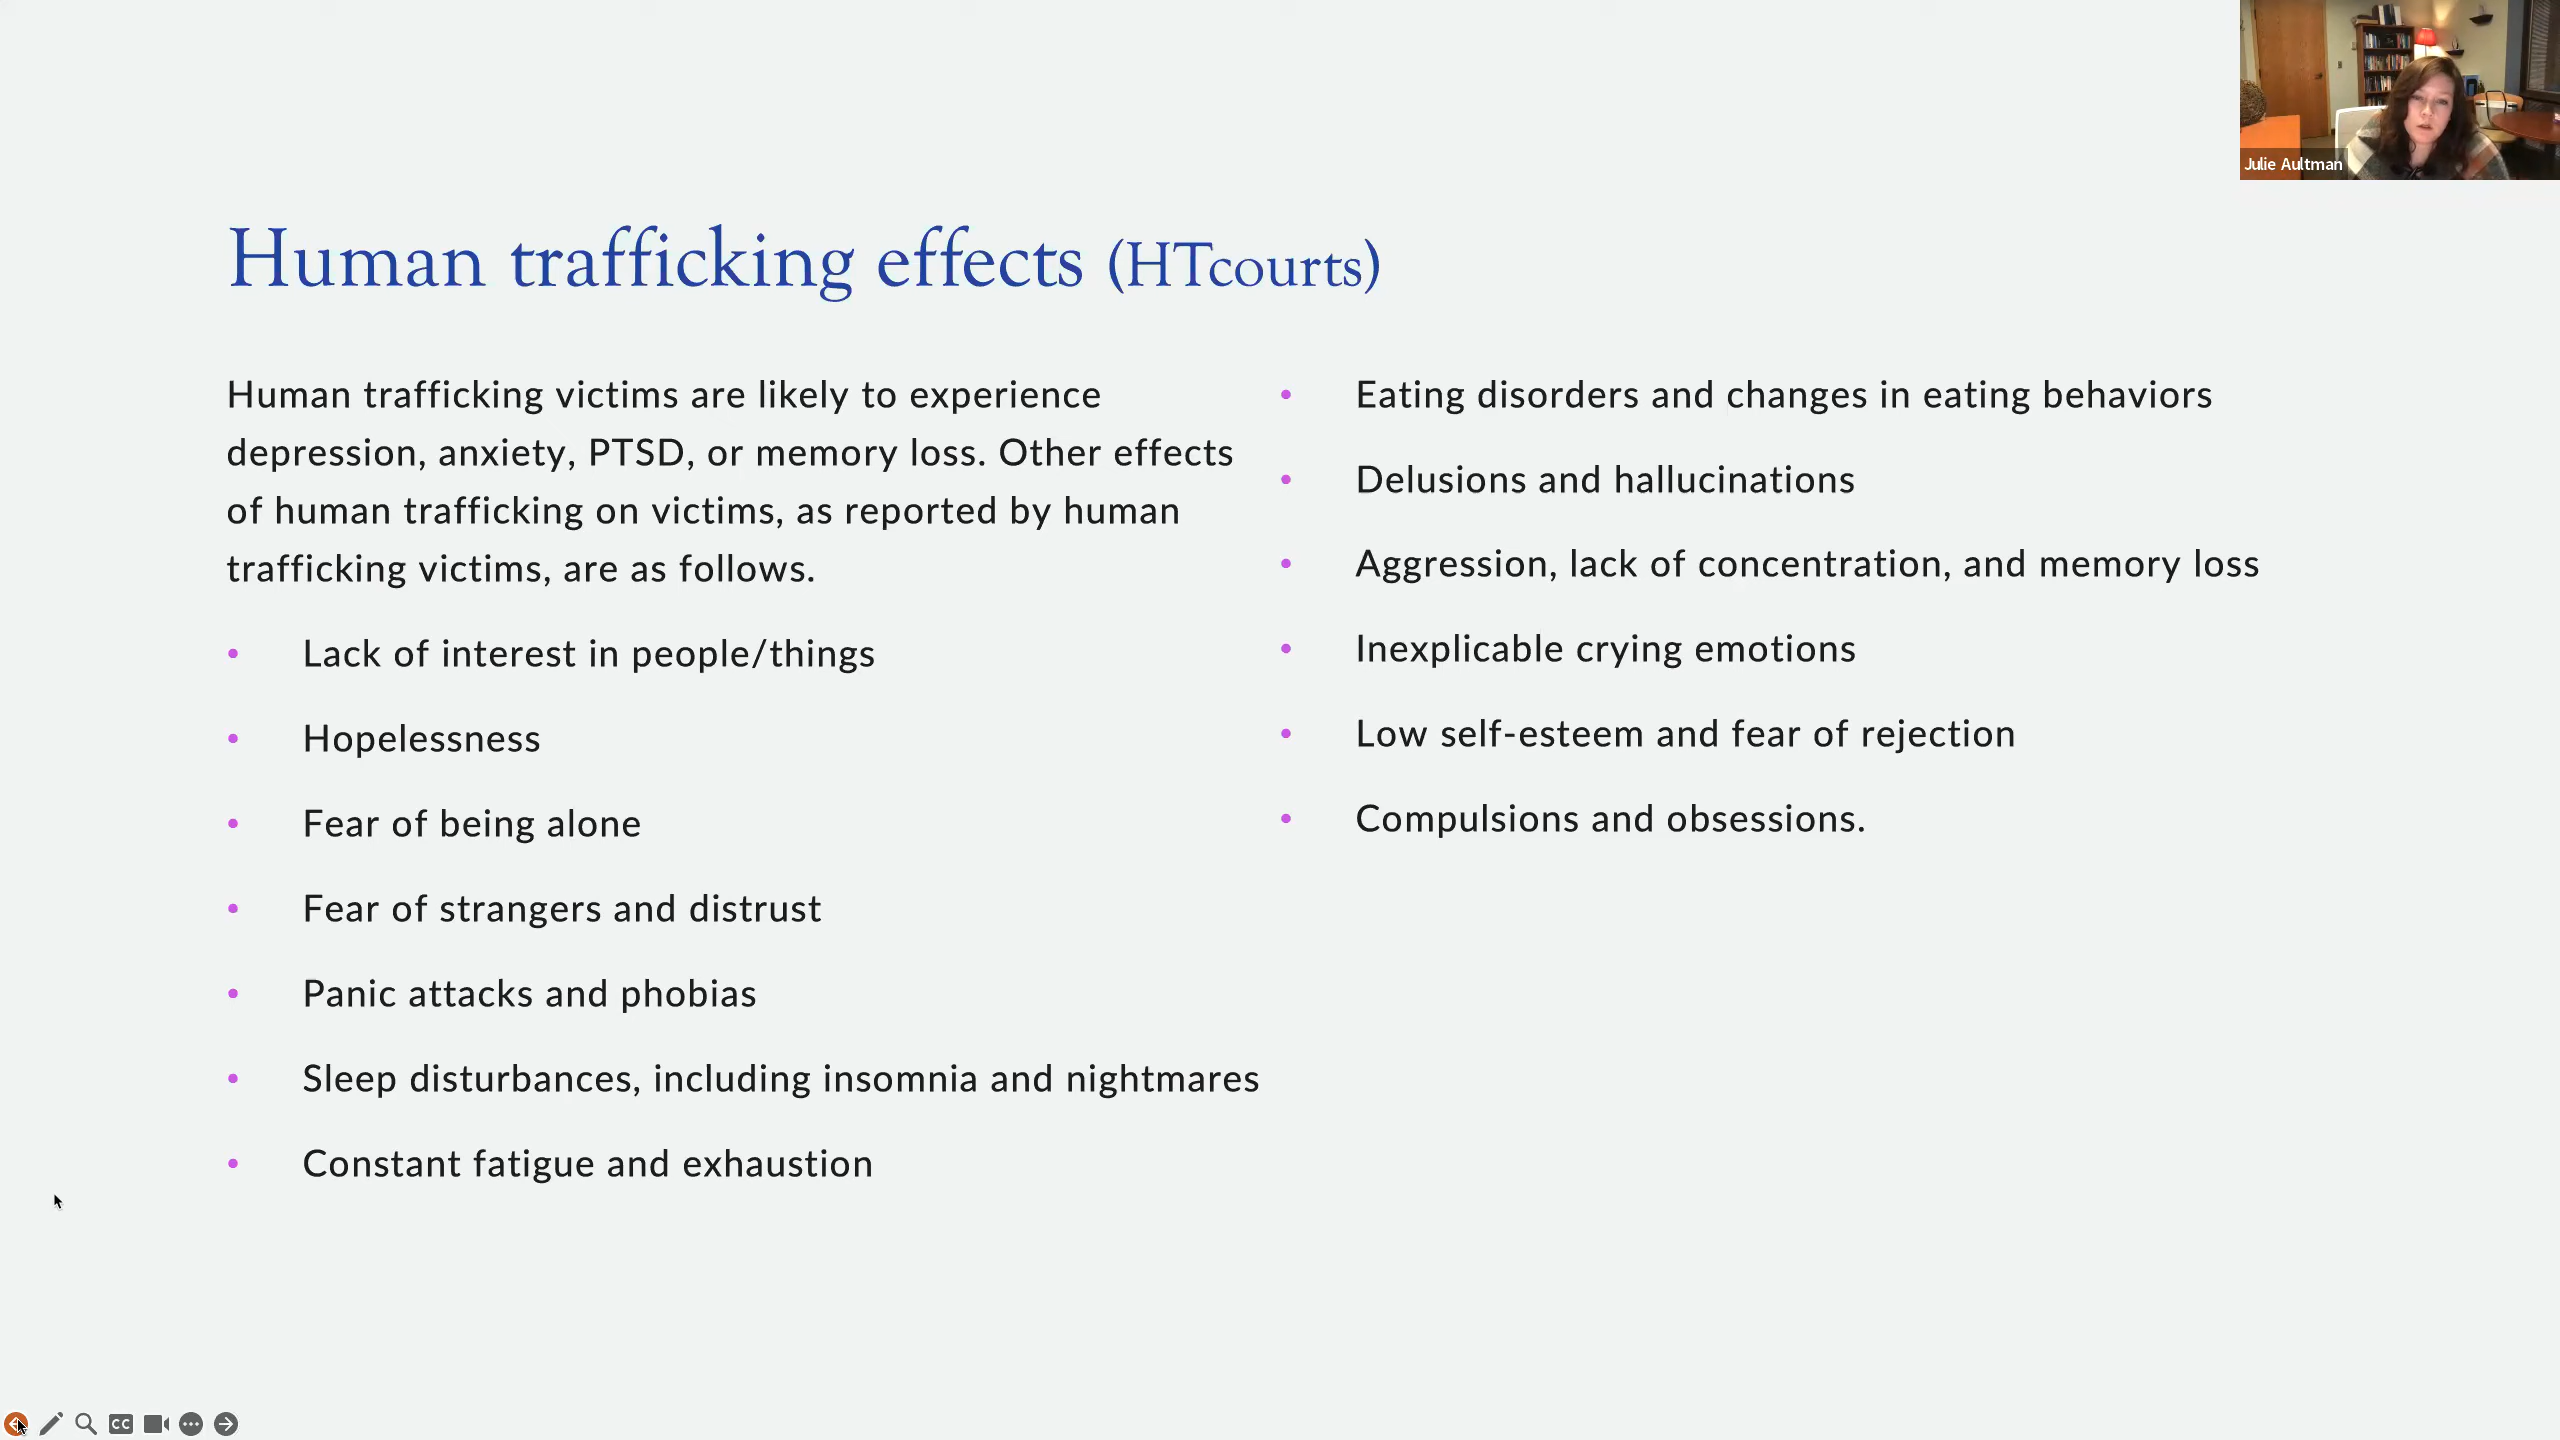 Julie Aultman
Human trafficking effects (HTcourts)
Human trafficking victims are likely to experience
depression, anxiety, PTSD, or memory loss. Other effects
of human trafficking on victims, as reported by human
trafficking victims, are as follows.
• Lack of interest in people/things
• Hopelessness
• Fear of being alone
• Fear of strangers and distrust
• Panic attacks and phobias
• Sleep disturbances, including insomnia and nightmares
• Constant fatigue and exhaustion
• Eating disorders and changes in eating behaviors
• Delusions and hallucinations
• Aggression, lack of concentration, and memory loss
• Inexplicable crying emotions
• Low self-esteem and fear of rejection
• Compulsions and obsessions.
CC